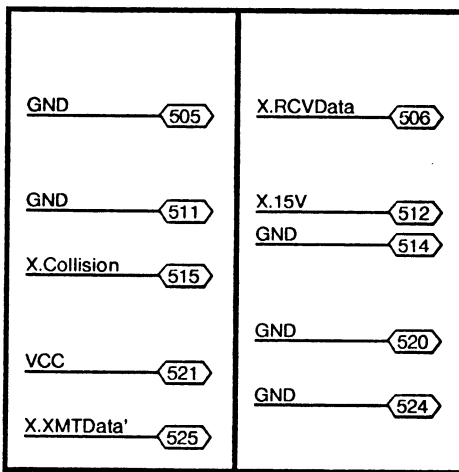 GND 505
GND 511
X.Collision 515
VCC 521
X.XMTData' 525
X.RCVData 506
X.15V 512
GND 514
GND 520
GND 524